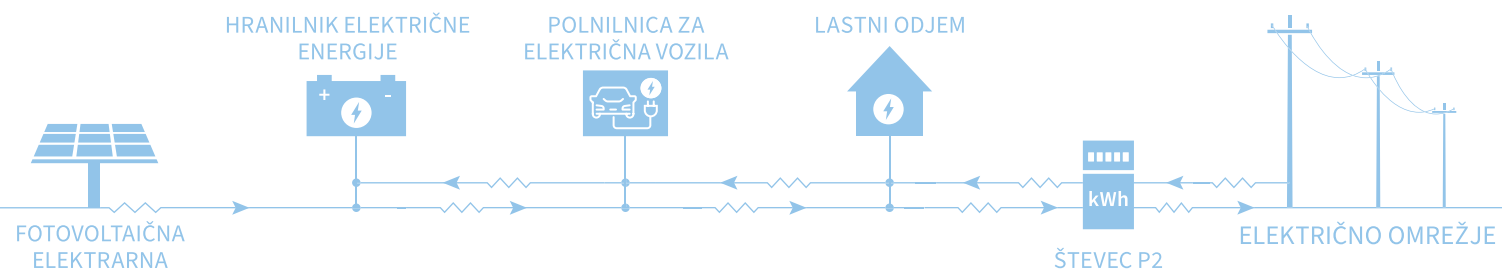 HRANILNIK ELEKTRIČNE
ENERGIJE
POLNILNICA ZA
ELEKTRIČNA VOZILA
LASTNI ODJEM
+ -
kWh
FOTOVOLTAIČNA
ELEKTRARNA
ŠTEVEC P2
ELEKTRIČNO OMREŽJE